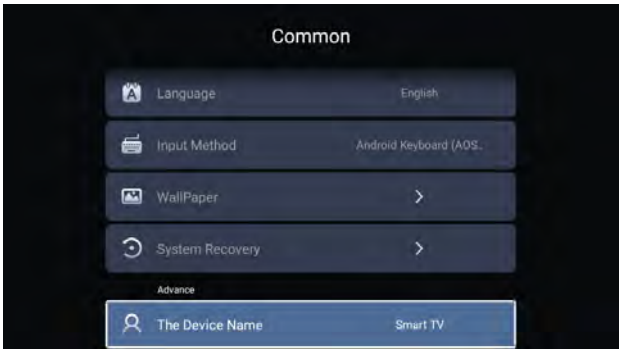 Common
Language English
Input Method Android Keyboard (AOS..
WallPaper
System Recovery
Advance
The Device Name Smart TV